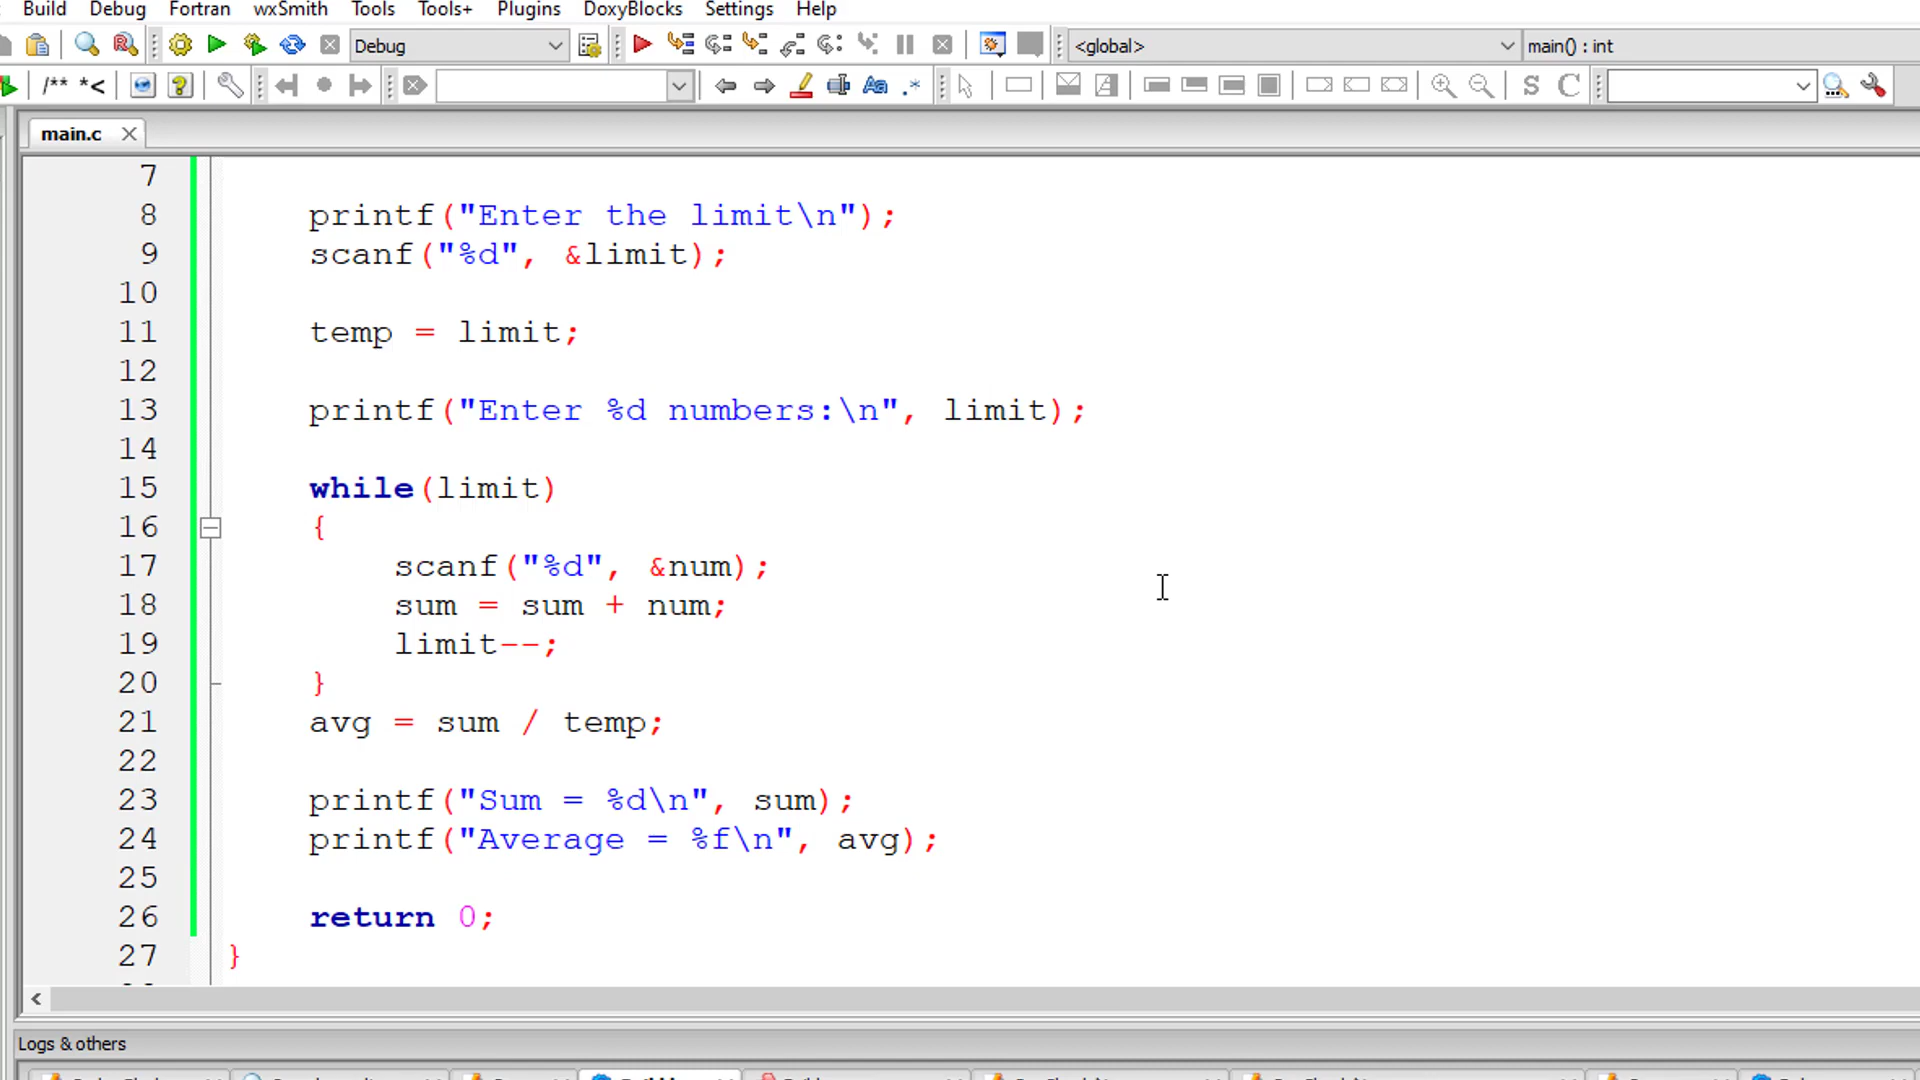 Build Debug Fortran wxSmith Tools Tools+ Plugins DoxyBlocks Settings Help
Debug <global> main() : int
/** *< Aa .* S C
main.c
7
8 printf("Enter the limit\n");
9 scanf("%d", &limit);
10
11 temp = limit;
12
13 printf("Enter %d numbers:\n", limit);
14
15 while(limit)
16 {
17 scanf("%d", &num);
18 sum = sum + num;
19 limit--;
20 }
21 avg = sum / temp;
22
23 printf("Sum = %d\n", sum);
24 printf("Average = %f\n", avg);
25
26 return 0;
27 }
Logs & others